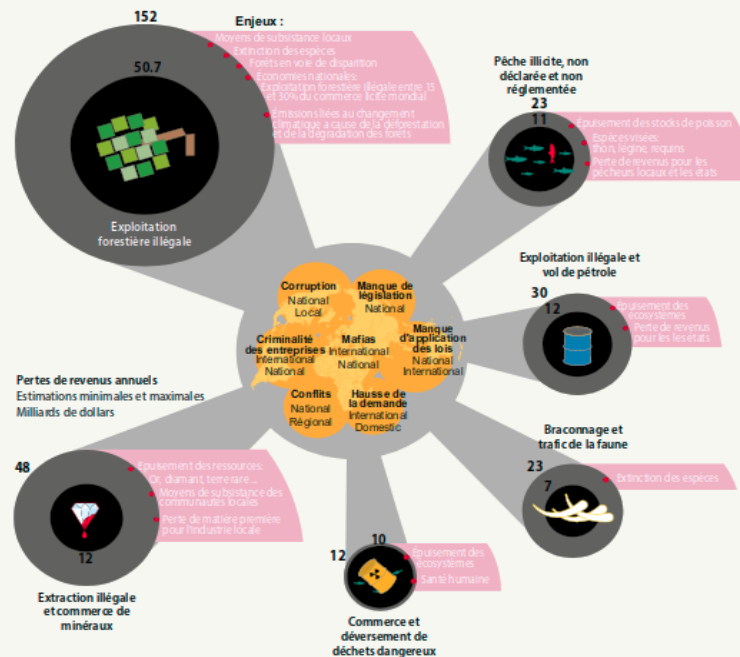 152
Enjeux :
Moyens de subsistance locaux
Extinction des espèces
Forêts en voie de disparition
Economies nationales:
Exploitation forestière illégale entre 15
et 30% du commerce licite mondial
Emissions liées au changement
climatique a cause de la déforestation
et de la dégradation des forêts
50.7
Exploitation
forestière illégale
Pêche illicite, non
déclarée et non
réglementée
23
11
Epuisement des stocks de poisson
Espèces visées:
thon, légine, requins
Perte de revenus pour les
pêcheurs locaux et les états
Exploitation illégale et
vol de pétrole
30
12
Epuisement des
écosystèmes
Perte de revenus
pour les les états
Corruption
National
Local
Manque de
législation
National
Criminalité
des entreprises
International
National
Mafias
International
National
Manque
d'application
des lois
National
International
Conflits
National
Régional
Hausse de
la demande
International
Domestic
Pertes de revenus annuels
Estimations minimales et maximales
Milliards de dollars
Braconnage et
trafic de la faune
23
7
Extinction des espèces
48
12
Epuisement des ressources:
Or, diamant, terre rare...
Moyens de subsistance des
communautes locales
Perte de matière première
pour l'industrie locale
Extraction illégale
et commerce de
minéraux
12
10
Epuisement des
écosystèmes
Santé humaine
Commerce et
déversement de
déchets dangereux